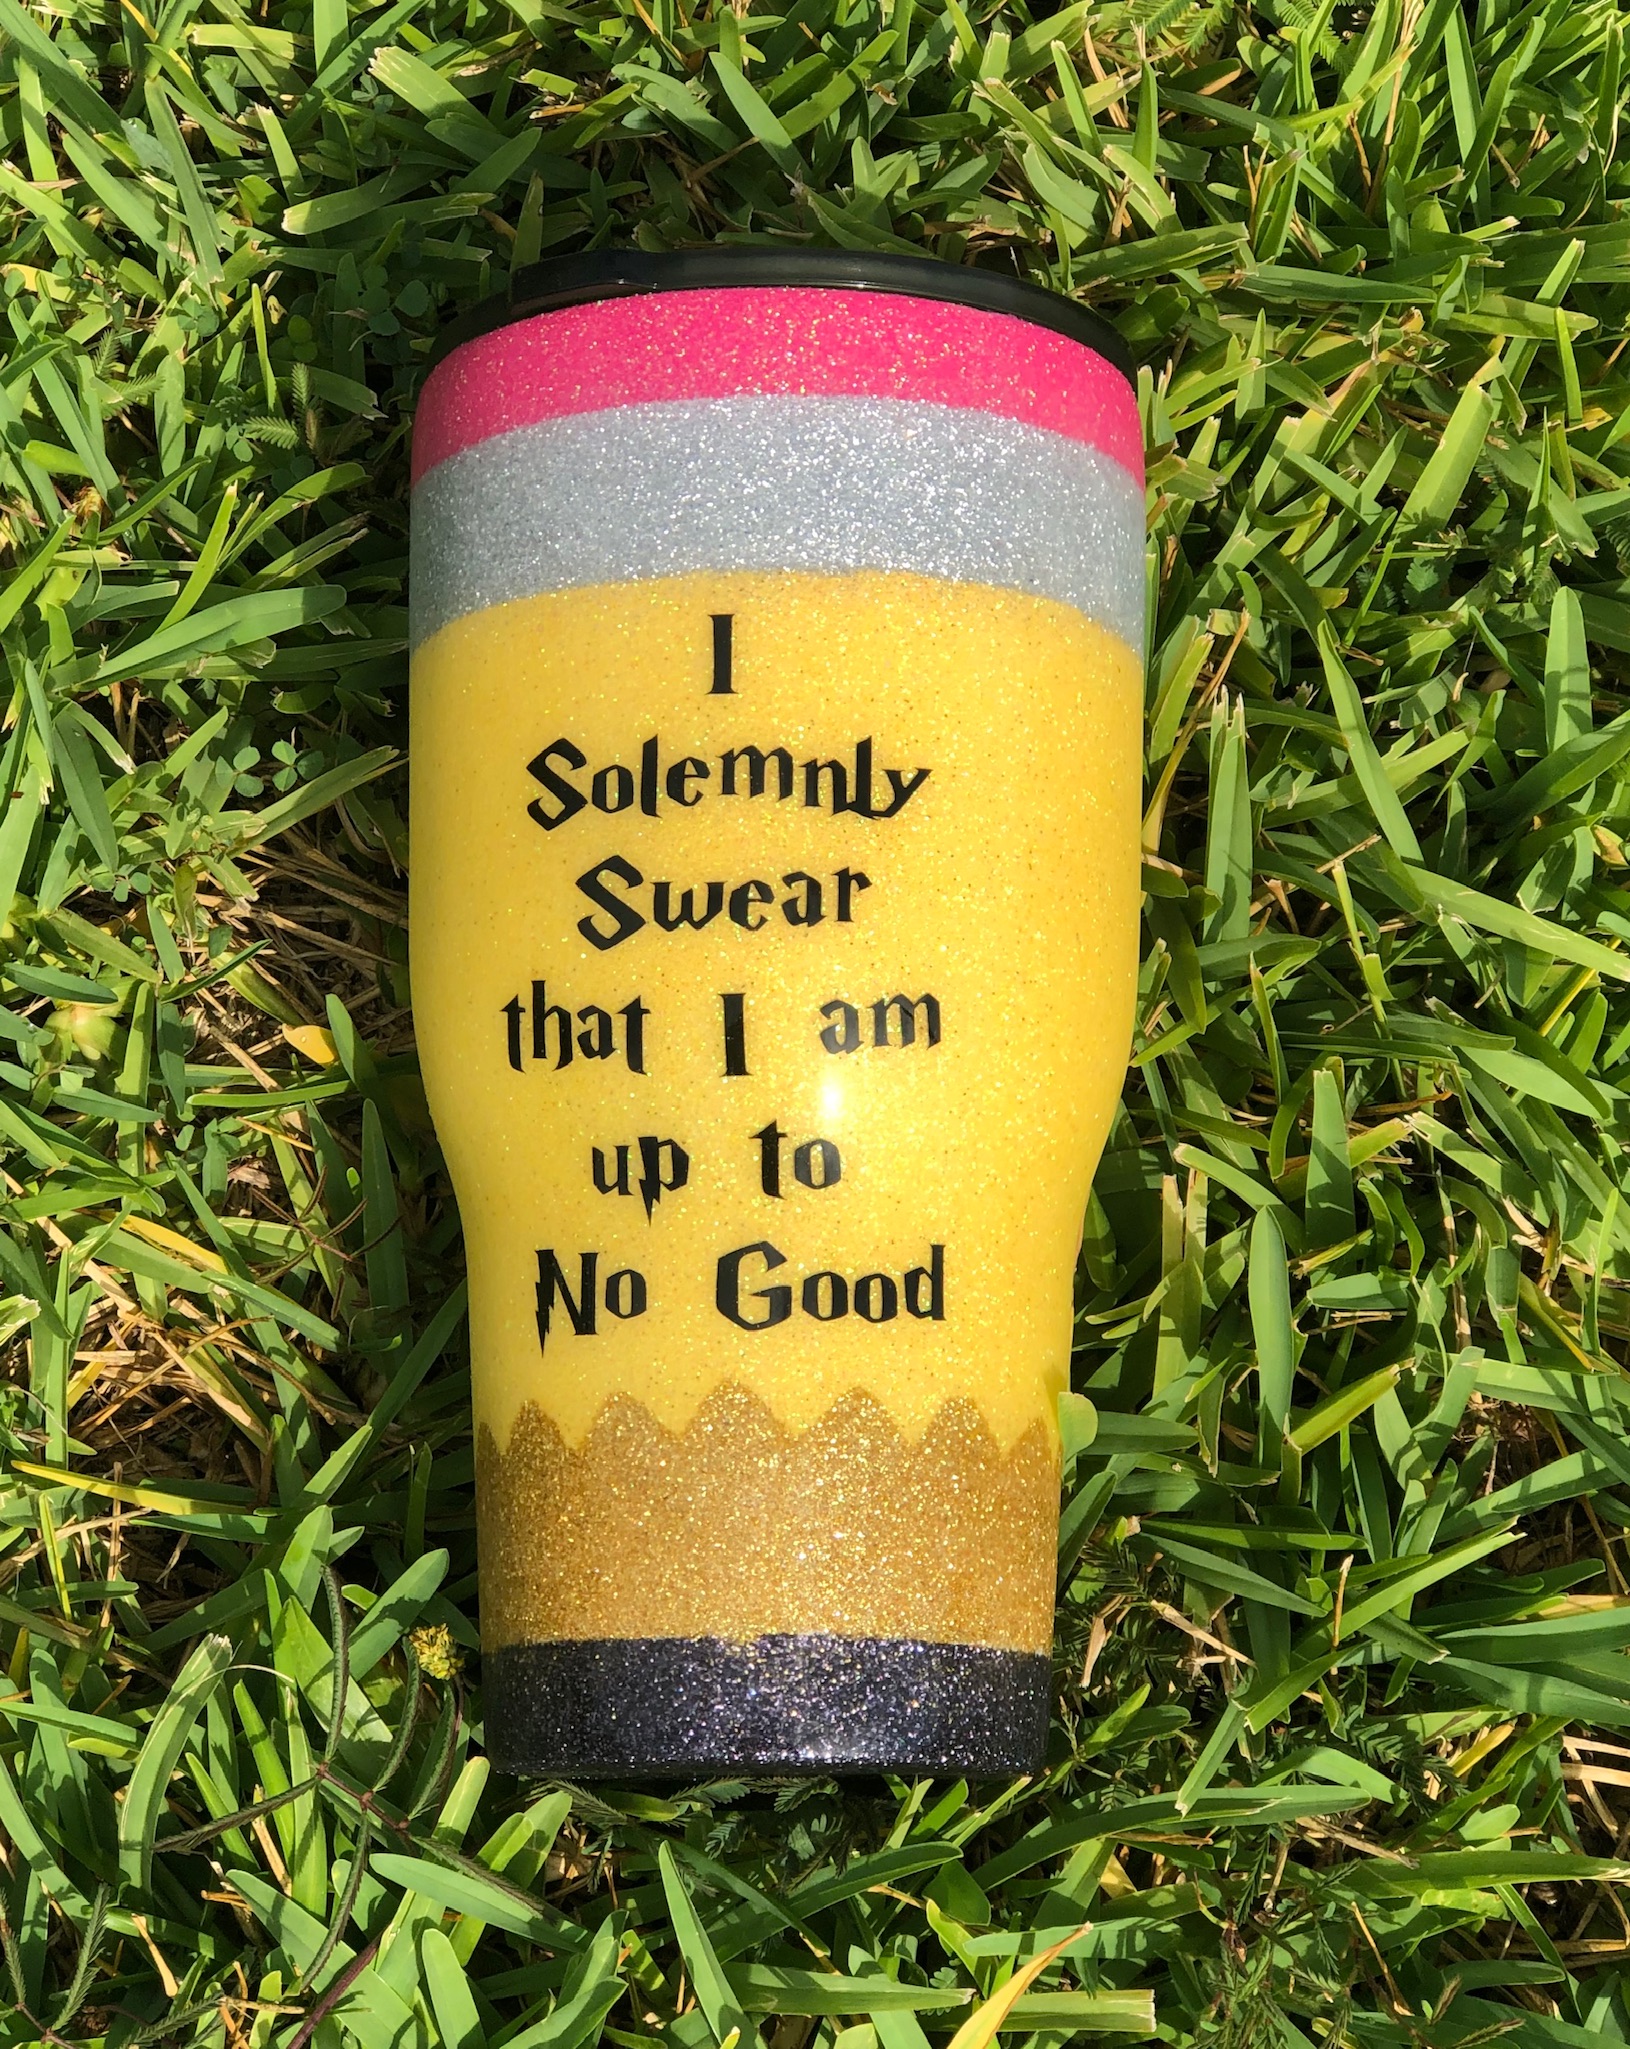 I
Solemnly
Swear
that I am
up to
No Good